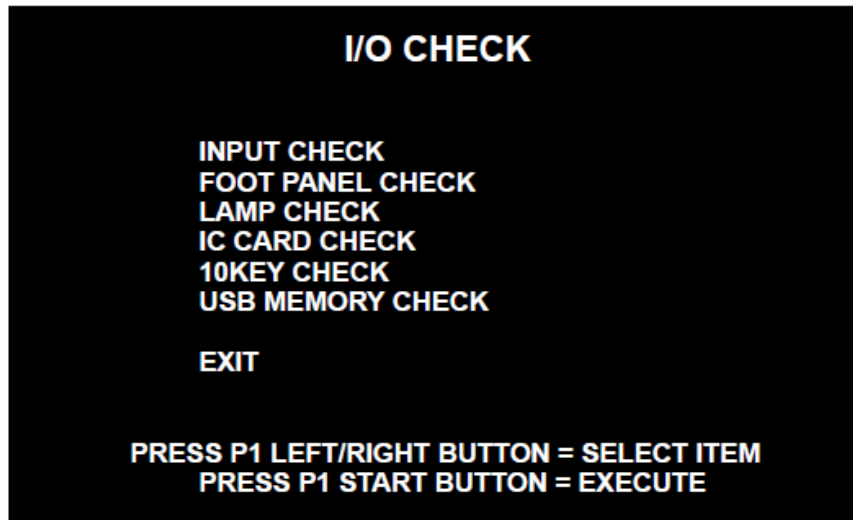 I/O CHECK
INPUT CHECK
FOOT PANEL CHECK
LAMP CHECK
IC CARD CHECK
10KEY CHECK
USB MEMORY CHECK
EXIT
PRESS P1 LEFT/RIGHT BUTTON = SELECT ITEM
PRESS P1 START BUTTON = EXECUTE